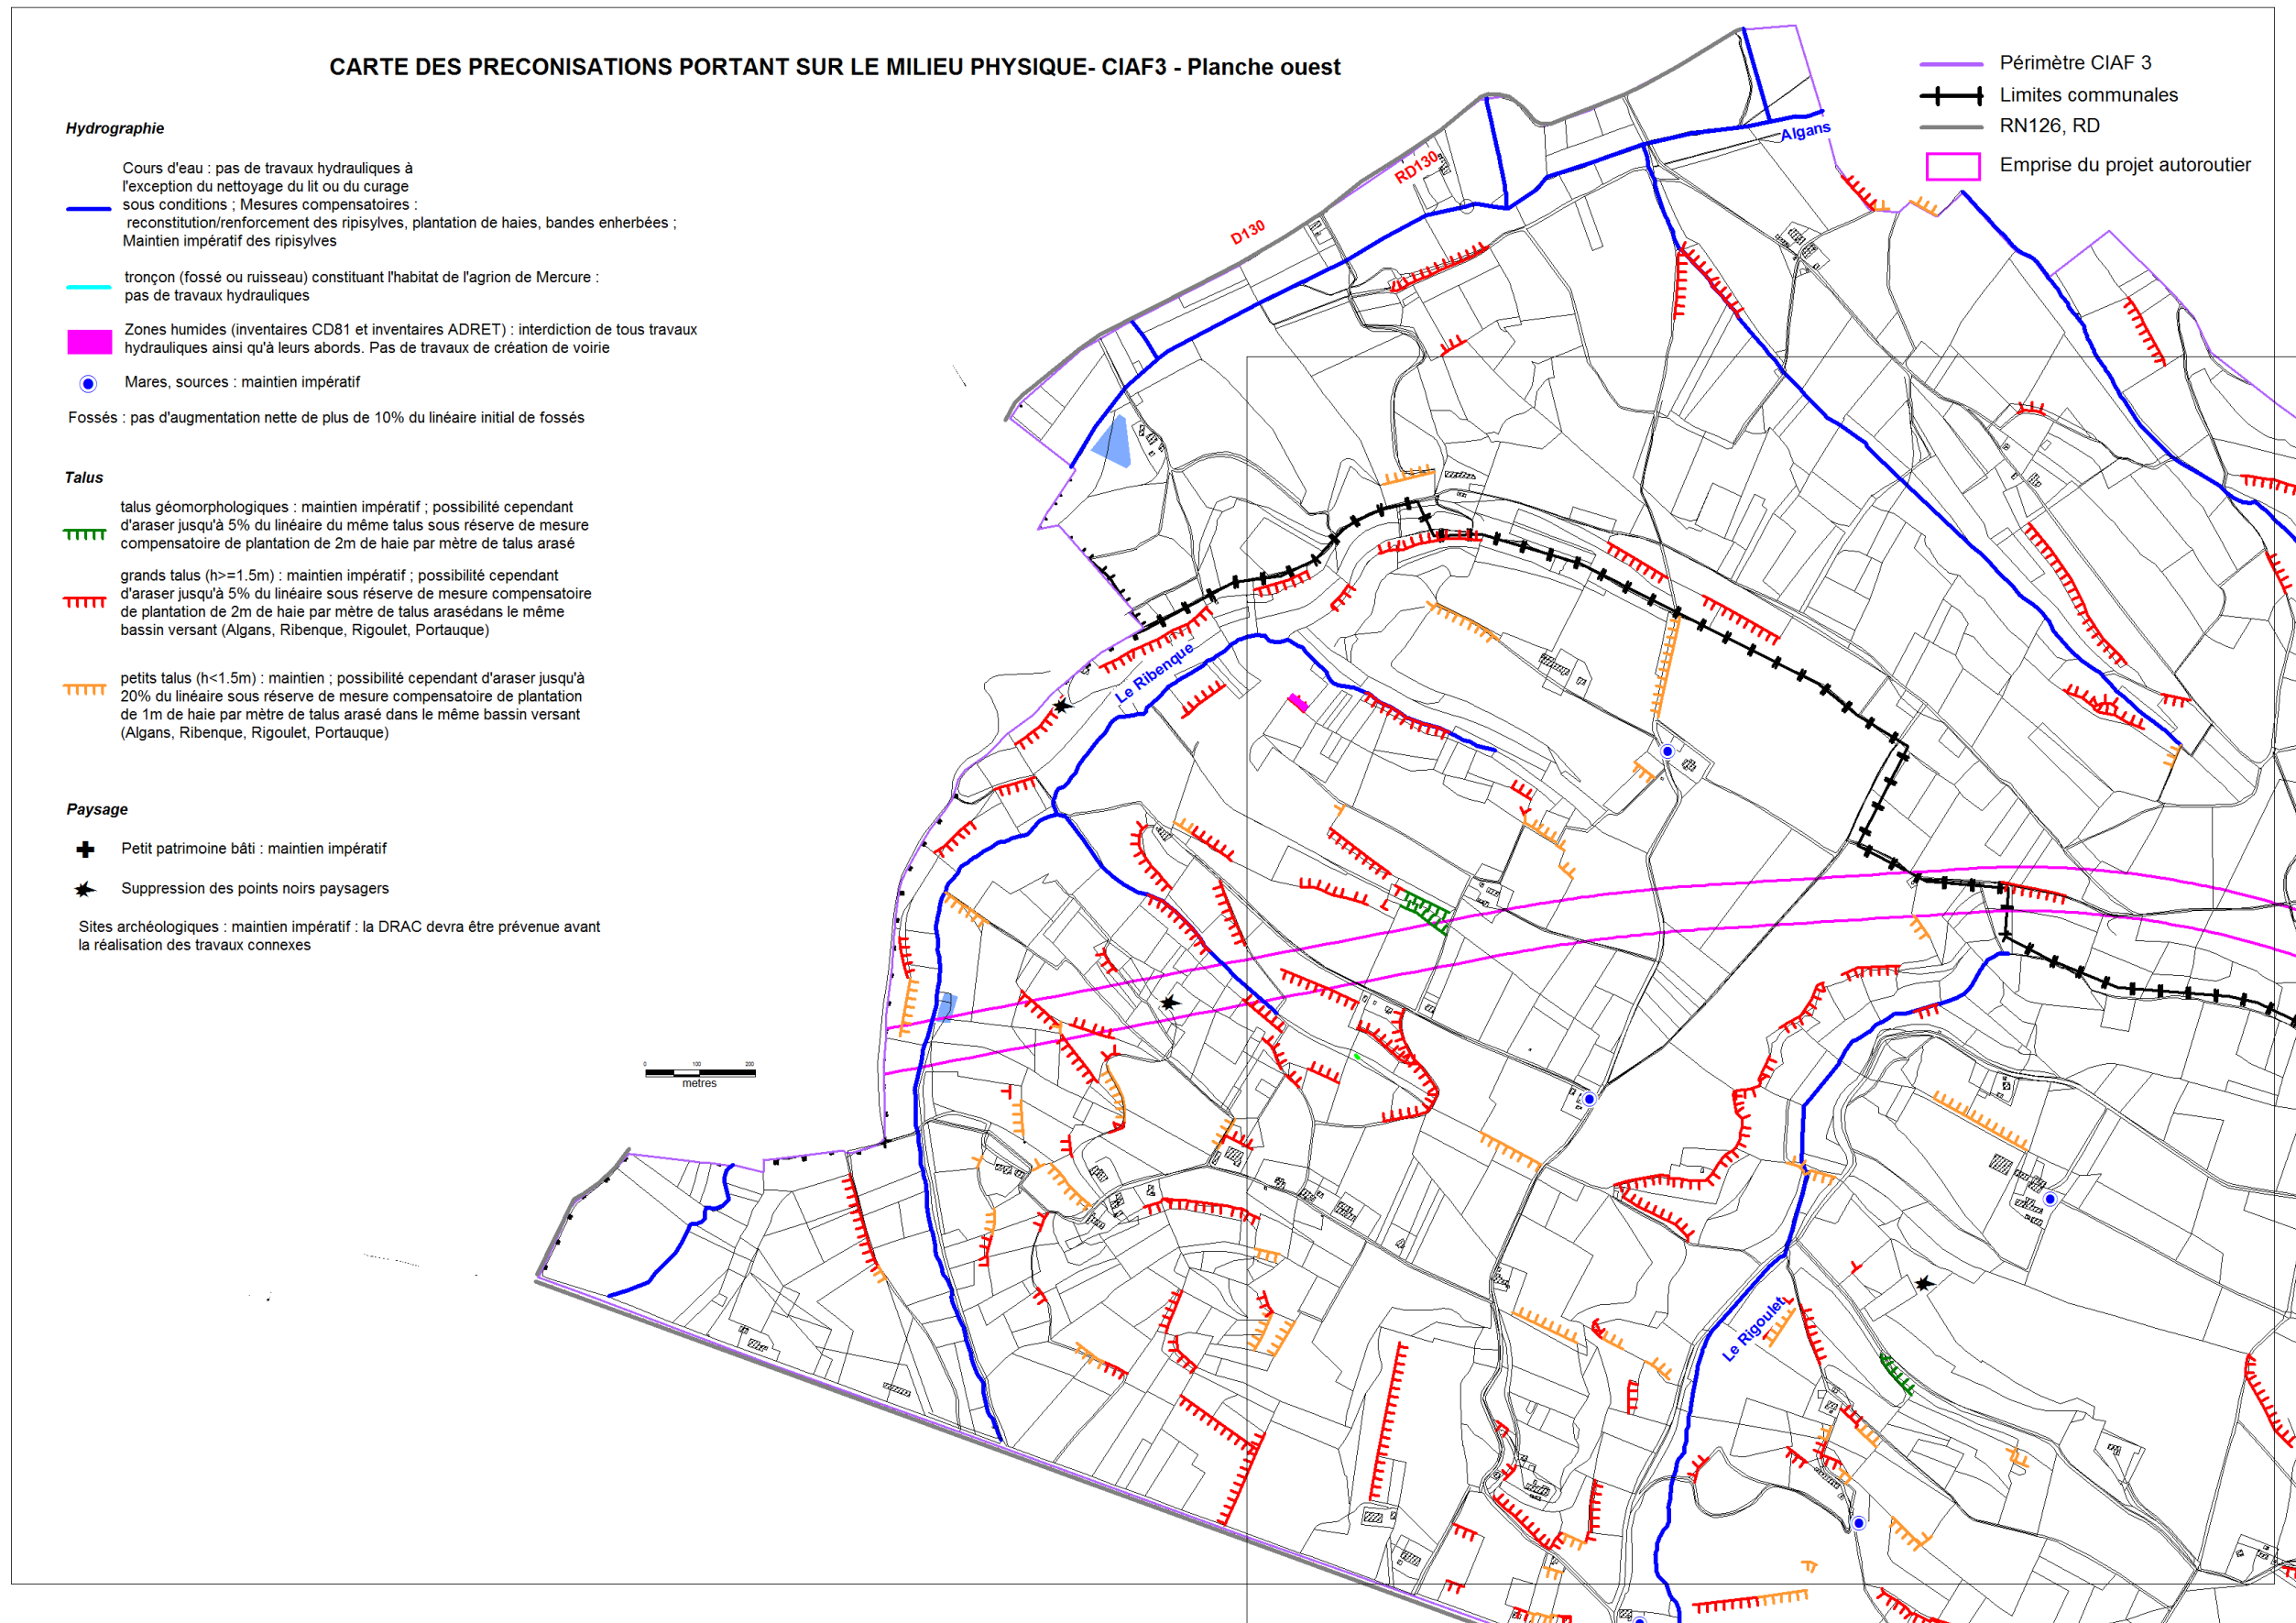 CARTE DES PRECONISATIONS PORTANT SUR LE MILIEU PHYSIQUE- CIAF3 - Planche ouest
Hydrographie
Cours d'eau : pas de travaux hydrauliques à
l'exception du nettoyage du lit ou du curage
sous conditions ; Mesures compensatoires :
reconstitution/renforcement des ripisylves, plantation de haies, bandes enherbées ;
Maintien impératif des ripisylves
tronçon (fossé ou ruisseau) constituant l'habitat de l'agrion de Mercure :
pas de travaux hydrauliques
Zones humides (inventaires CD81 et inventaires ADRET) : interdiction de tous travaux
hydrauliques ainsi qu'à leurs abords. Pas de travaux de création de voirie
Mares, sources : maintien impératif
Fossés : pas d'augmentation nette de plus de 10% du linéaire initial de fossés
Talus
talus géomorphologiques : maintien impératif ; possibilité cependant
d'araser jusqu'à 5% du linéaire du même talus sous réserve de mesure
compensatoire de plantation de 2m de haie par mètre de talus arasé
grands talus (h>=1.5m) : maintien impératif ; possibilité cependant
d'araser jusqu'à 5% du linéaire sous réserve de mesure compensatoire
de plantation de 2m de haie par mètre de talus arasédans le même
bassin versant (Algans, Ribenque, Rigoulet, Portauque)
petits talus (h<1.5m) : maintien ; possibilité cependant d'araser jusqu'à
20% du linéaire sous réserve de mesure compensatoire de plantation
de 1m de haie par mètre de talus arasé dans le même bassin versant
(Algans, Ribenque, Rigoulet, Portauque)
Paysage
Petit patrimoine bâti : maintien impératif
Suppression des points noirs paysagers
Sites archéologiques : maintien impératif : la DRAC devra être prévenue avant
la réalisation des travaux connexes
Périmètre CIAF 3
Limites communales
RN126, RD
Emprise du projet autoroutier
Algans
RD130
D130
Le Ribenque
Le Rigoulet
0 100 200
metres